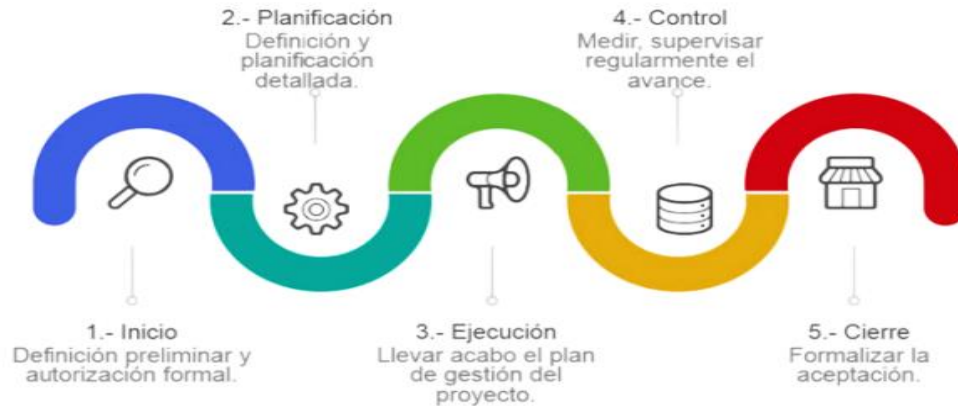 2.- Planificación
Definición y
planificación
detallada.
4.- Control
Medir, supervisar
regularmente el
avance.
1.- Inicio
Definición preliminar y
autorización formal.
3.- Ejecución
Llevar acabo el plan
de gestión del
proyecto.
5.- Cierre
Formalizar la
aceptación.